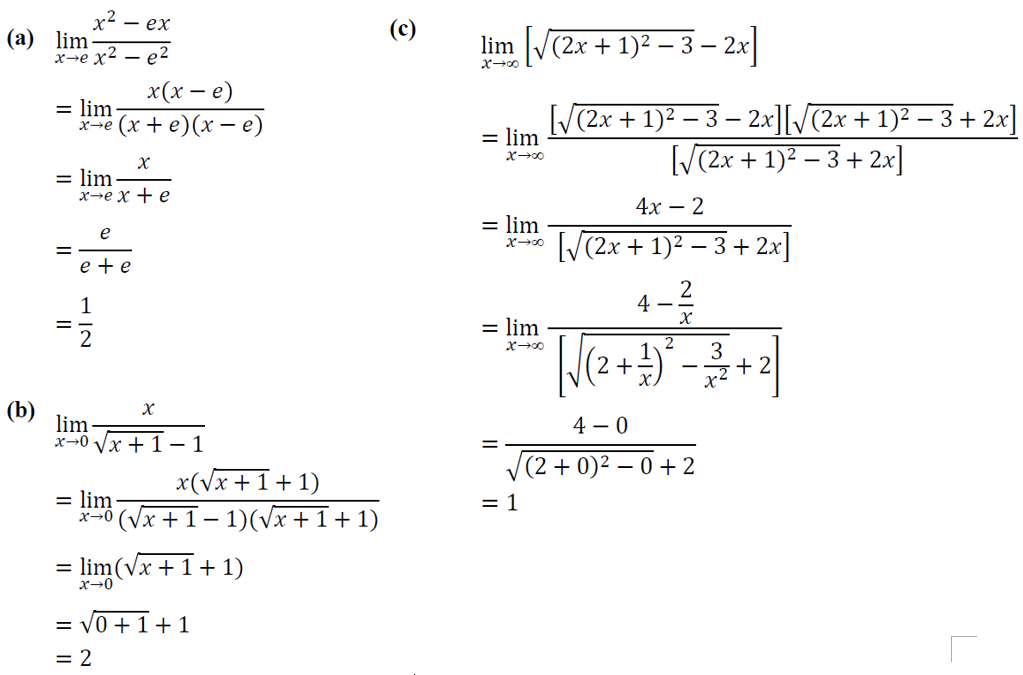 (a) lim_{x→e} (x² − ex)/(x² − e²)
= lim_{x→e} x(x − e)/((x + e)(x − e))
= lim_{x→e} x/(x + e)
= e/(e + e)
= 1/2
(b) lim_{x→0} x/(√(x + 1) − 1)
= lim_{x→0} x(√(x + 1) + 1)/((√(x + 1) − 1)(√(x + 1) + 1))
= lim_{x→0} (√(x + 1) + 1)
= √(0 + 1) + 1
= 2
(c) lim_{x→∞} [√((2x + 1)² − 3) − 2x]
= lim_{x→∞} [√((2x + 1)² − 3) − 2x][√((2x + 1)² − 3) + 2x]/[√((2x + 1)² − 3) + 2x]
= lim_{x→∞} (4x − 2)/[√((2x + 1)² − 3) + 2x]
= lim_{x→∞} (4 − 2/x)/[√((2 + 1/x)² − 3/x²) + 2]
= (4 − 0)/(√((2 + 0)² − 0) + 2)
= 1